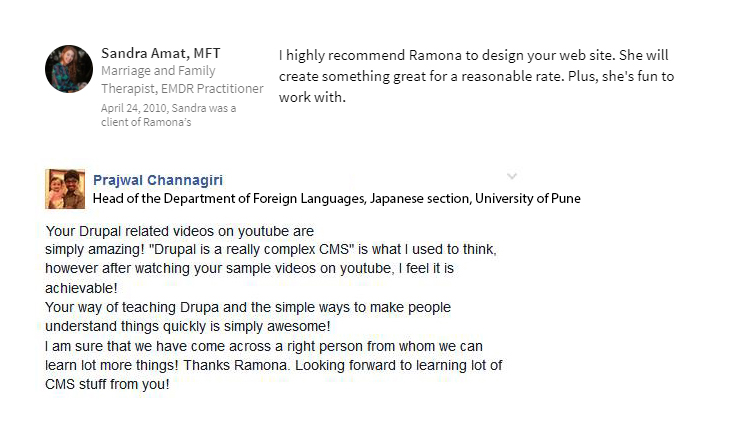 Sandra Amat, MFT
Marriage and Family
Therapist, EMDR Practitioner
April 24, 2010, Sandra was a
client of Ramona's
I highly recommend Ramona to design your web site. She will
create something great for a reasonable rate. Plus, she's fun to
work with.
Prajwal Channagiri
Head of the Department of Foreign Languages, Japanese section, University of Pune
Your Drupal related videos on youtube are
simply amazing! "Drupal is a really complex CMS" is what I used to think,
however after watching your sample videos on youtube, I feel it is
achievable!
Your way of teaching Drupa and the simple ways to make people
understand things quickly is simply awesome!
I am sure that we have come across a right person from whom we can
learn lot more things! Thanks Ramona. Looking forward to learning lot of
CMS stuff from you!